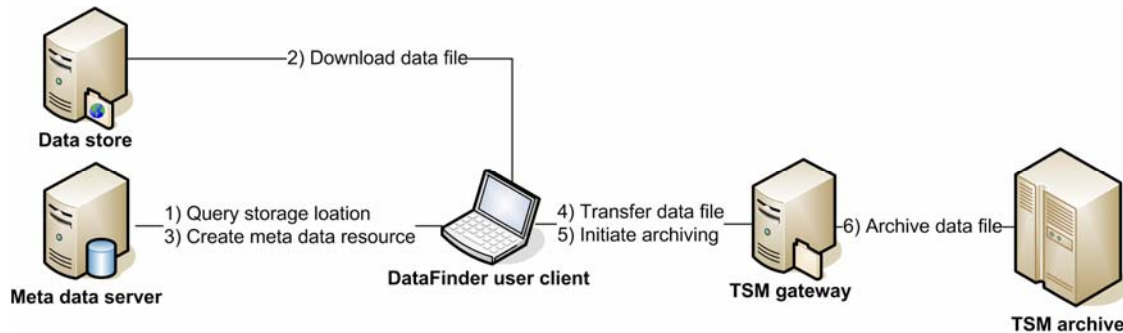 2) Download data file
Data store
1) Query storage loation
3) Create meta data resource
4) Transfer data file
5) Initiate archiving
6) Archive data file
Meta data server
DataFinder user client
TSM gateway
TSM archive